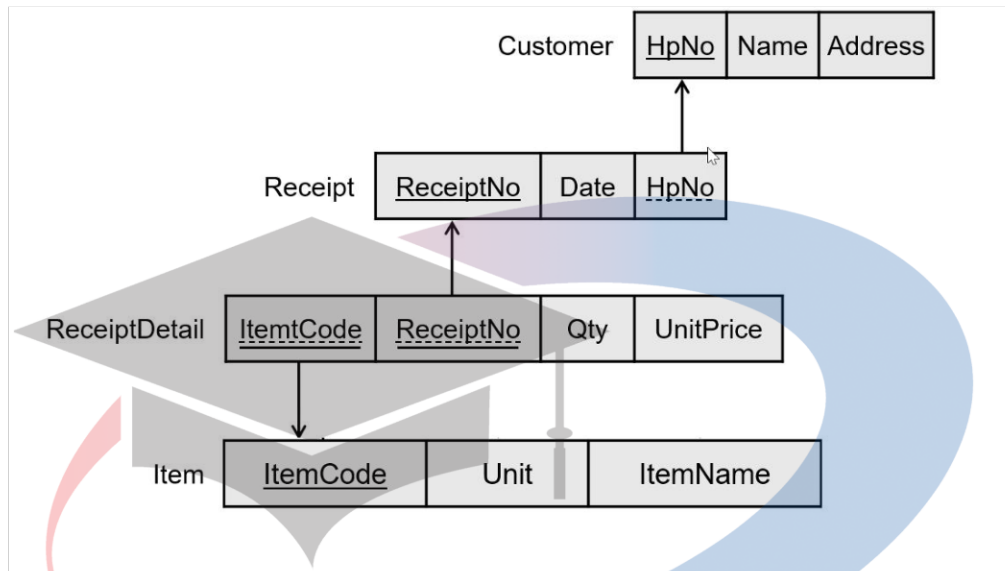 Customer HpNo Name Address
Receipt ReceiptNo Date HpNo
ReceiptDetail ItemtCode ReceiptNo Qty UnitPrice
Item ItemCode Unit ItemName